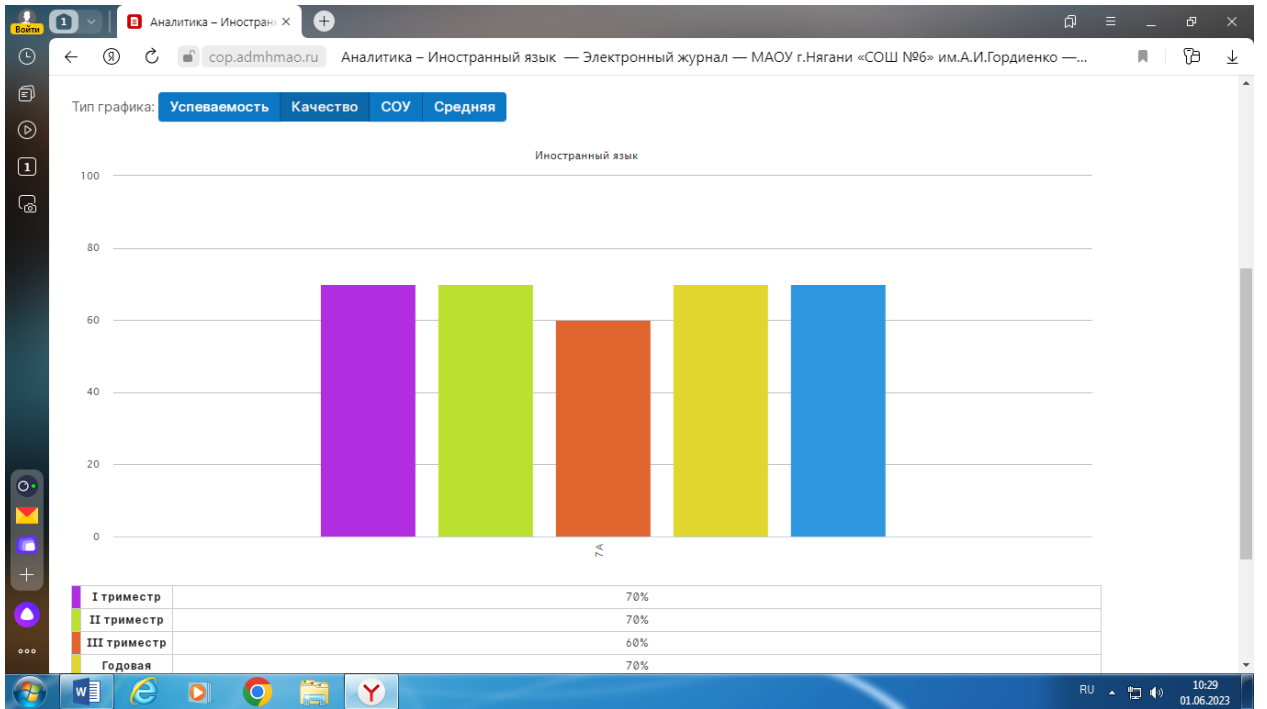 Войти
1
Аналитика – Иностранн
cop.admhmao.ru Аналитика – Иностранный язык — Электронный журнал — МАОУ г.Нягани «СОШ №6» им.А.И.Гордиенко —...
1
Тип графика: Успеваемость Качество СОУ Средняя
Иностранный язык
100
80
60
40
20
0
7А
I триместр 70%
II триместр 70%
III триместр 60%
Годовая 70%
RU
10:29
01.06.2023